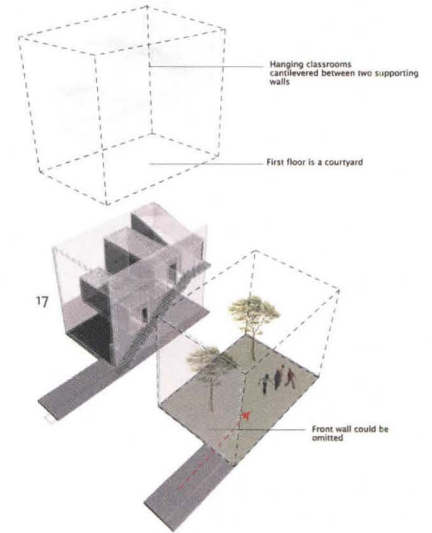 Hanging classrooms
cantilevered between two supporting
walls
First floor is a courtyard
17
Front wall could be
omitted